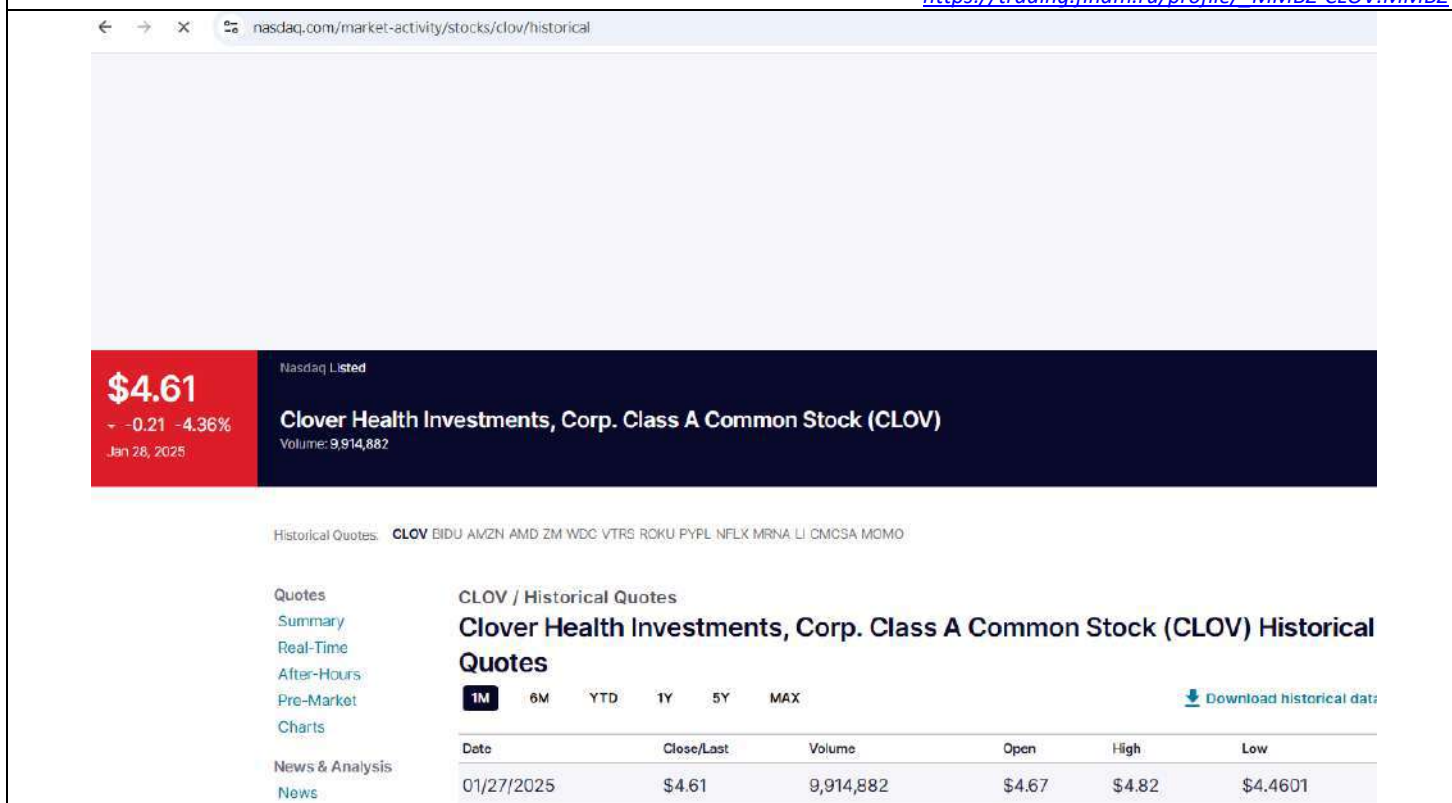 nasdaq.com/market-activity/stocks/clov/historical
$4.61
-0.21 -4.36%
Jan 28, 2025
Nasdaq Listed
Clover Health Investments, Corp. Class A Common Stock (CLOV)
Volume: 9,914,882
Historical Quotes: CLOV BIDU AMZN AMD ZM WDC VTRS ROKU PYPL NFLX MRNA LI CMCSA MOMO
Quotes
Summary
Real-Time
After-Hours
Pre-Market
Charts
News & Analysis
News
CLOV / Historical Quotes
Clover Health Investments, Corp. Class A Common Stock (CLOV) Historical
Quotes
1M 6M YTD 1Y 5Y MAX
Download historical data
Date Close/Last Volume Open High Low
01/27/2025 $4.61 9,914,882 $4.67 $4.82 $4.4601